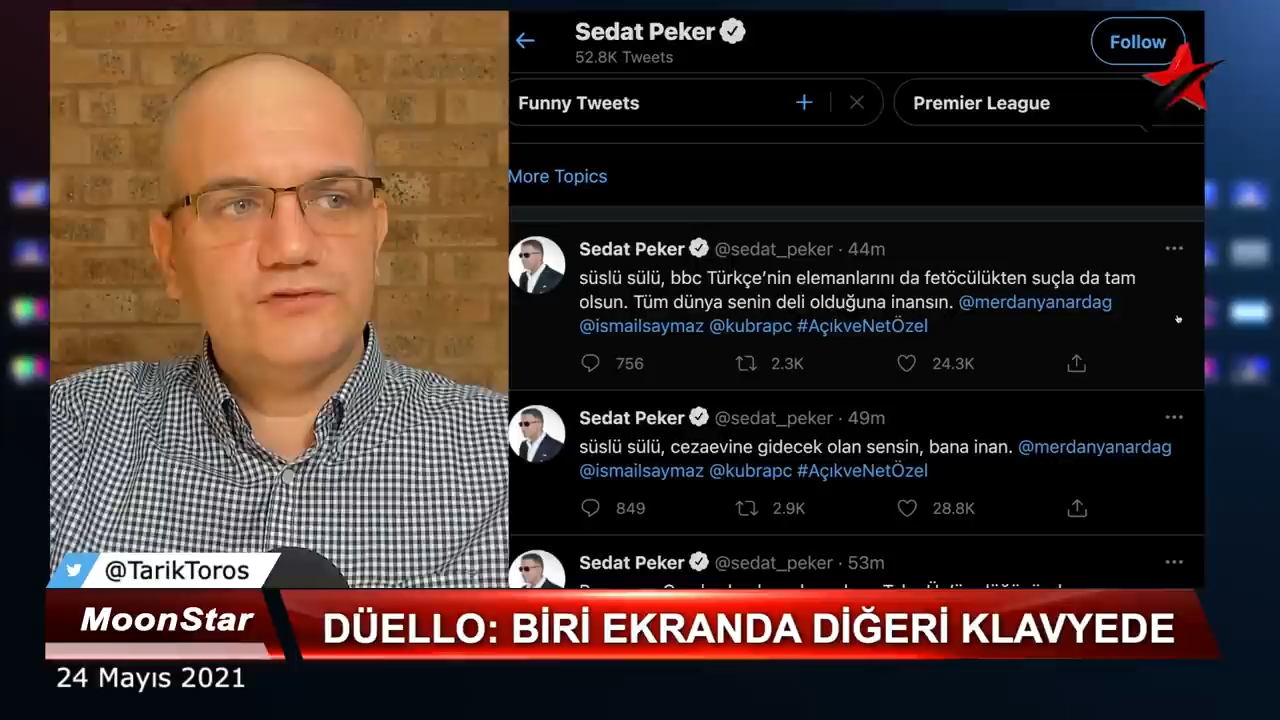 Sedat Peker
52.8K Tweets
Follow
Funny Tweets
Premier League
More Topics
Sedat Peker @sedat_peker · 44m
süslü sülü, bbc Türkçe'nin elemanlarını da fetöcülükten suçla da tam
olsun. Tüm dünya senin deli olduğuna inansın. @merdanyanardag
@ismailsaymaz @kubrapc #AçıkveNetÖzel
756 2.3K 24.3K
Sedat Peker @sedat_peker · 49m
süslü sülü, cezaevine gidecek olan sensin, bana inan. @merdanyanardag
@ismailsaymaz @kubrapc #AçıkveNetÖzel
849 2.9K 28.8K
Sedat Peker @sedat_peker · 53m
@TarikToros
MoonStar
DÜELLO: BİRİ EKRANDA DİĞERİ KLAVYEDE
24 Mayıs 2021